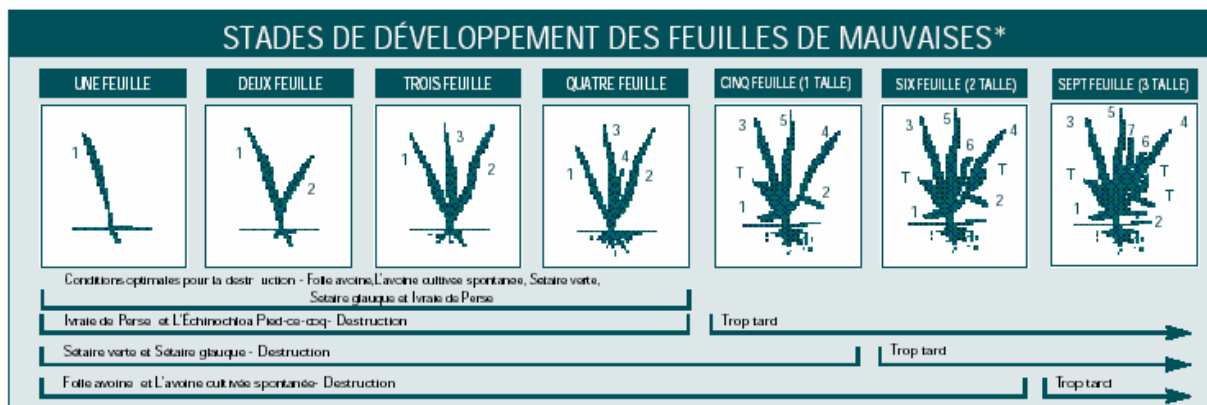 STADES DE DÉVELOPPEMENT DES FEUILLES DE MAUVAISES*
UNE FEUILLE
DEUX FEUILLE
TROIS FEUILLE
QUATRE FEUILLE
CINQ FEUILLE (1 TALLE)
SIX FEUILLE (2 TALLE)
SEPT FEUILLE (3 TALLE)
1
1 2
1 3 2
1 3 4 2
3 5 4 T 1 2
3 5 4 6 T T 1 2
3 5 7 6 4 T T T 1 2
Conditions optimales pour la destr uction - Folle avoine,L'avoine cultivee spontanee, Setaire verte,
Setaire glauque et Ivraie de Perse
Ivraie de Perse et L'Échinochloa Pied-ce-coq- Destruction
Trop tard
Sétaire verte et Sétaire glauque - Destruction
Trop tard
Folle avoine et L'avoine cultivée spontanée- Destruction
Trop tard